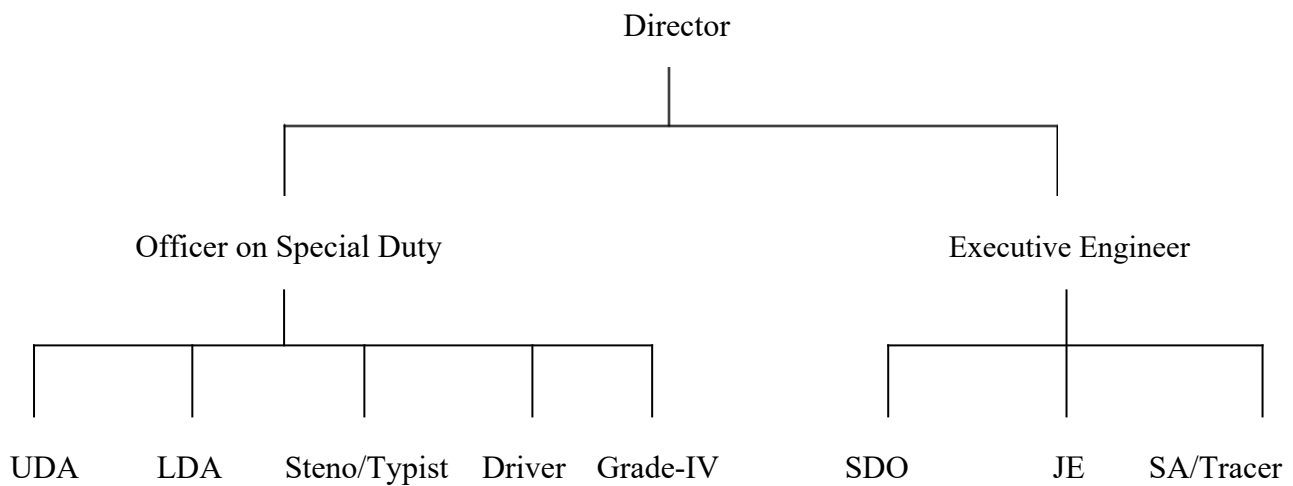 Director
Officer on Special Duty Executive Engineer
UDA LDA Steno/Typist Driver Grade-IV SDO JE SA/Tracer